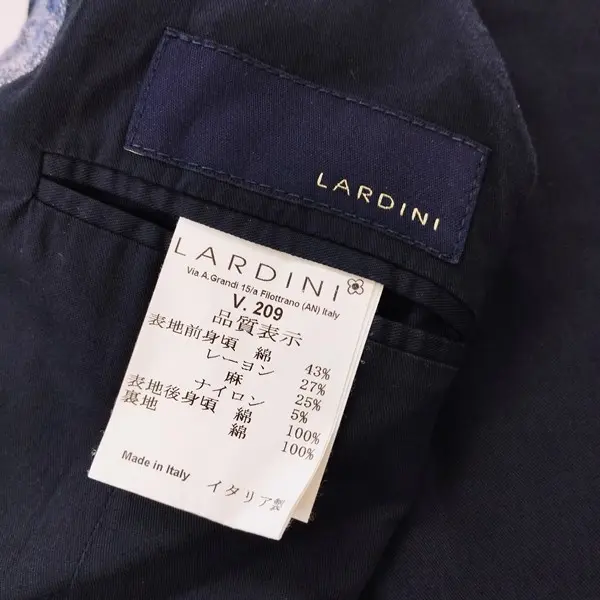 LARDINI
LARDINI
Via A.Grandi 15/a Filottrano (AN) Italy
V. 209
品質表示
表地前身頃 綿 43%
レーヨン 27%
麻 25%
ナイロン 5%
表地後身頃 綿 100%
裏地 綿 100%
Made in Italy イタリア製